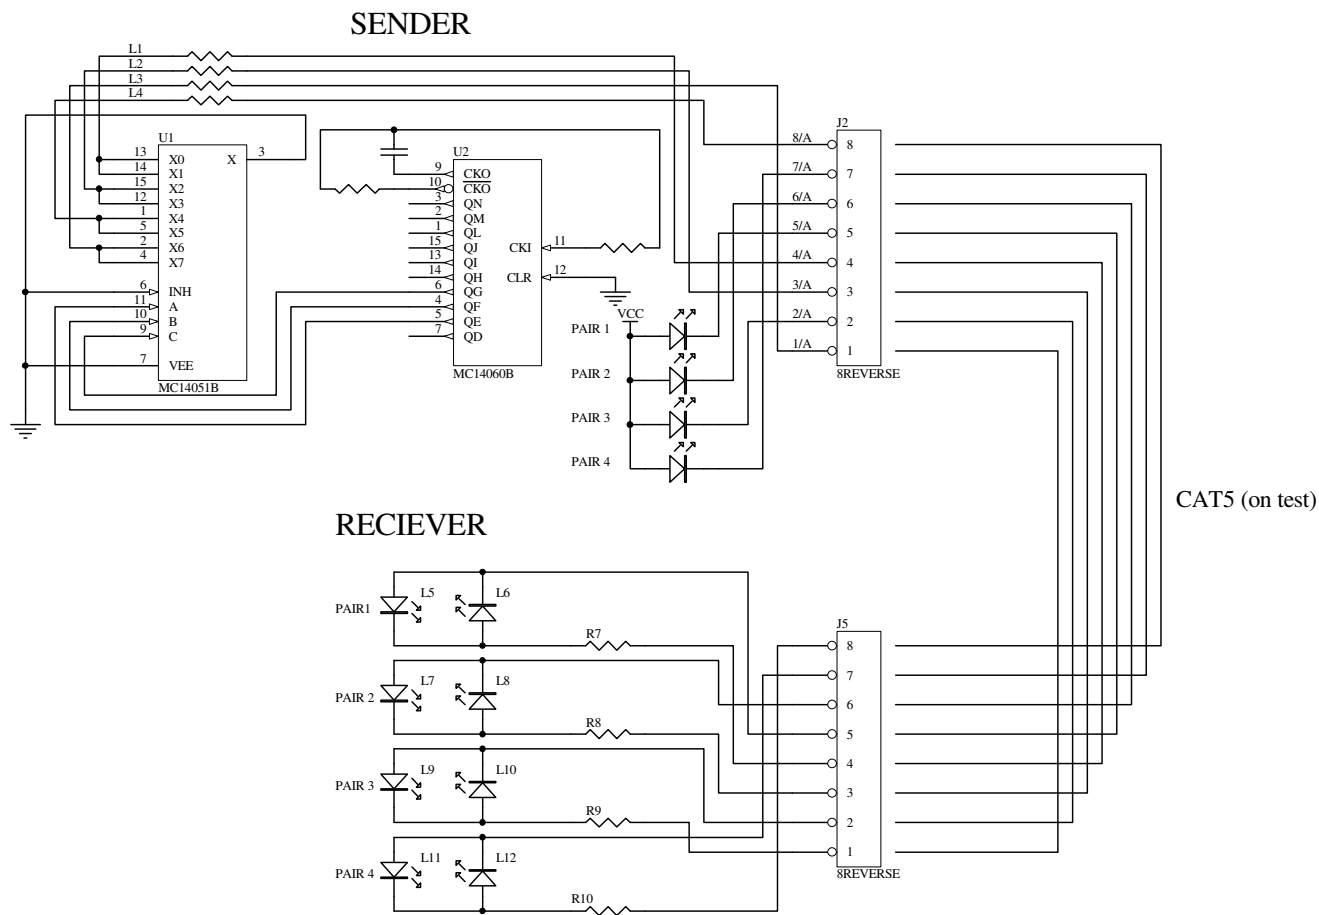 SENDER
L1
L2
L3
L4
U1
13 X0 X 3
14 X1
15 X2
12 X3
1 X4
5 X5
2 X6
4 X7
6 INH
11 A
10 B
9 C
7 VEE
MC14051B
U2
9 CKO
10 CKO
3 QN
2 QM
1 QL
15 QJ CKI 11
13 QI
14 QH CLR 12
6 QG
4 QF
5 QE
7 QD
MC14060B
VCC
PAIR 1
PAIR 2
PAIR 3
PAIR 4
J2
8/A 8
7/A 7
6/A 6
5/A 5
4/A 4
3/A 3
2/A 2
1/A 1
8REVERSE
CAT5 (on test)
RECIEVER
PAIR1 L5 L6
R7
PAIR 2 L7 L8
R8
PAIR 3 L9 L10
R9
PAIR 4 L11 L12
R10
J5
8
7
6
5
4
3
2
1
8REVERSE